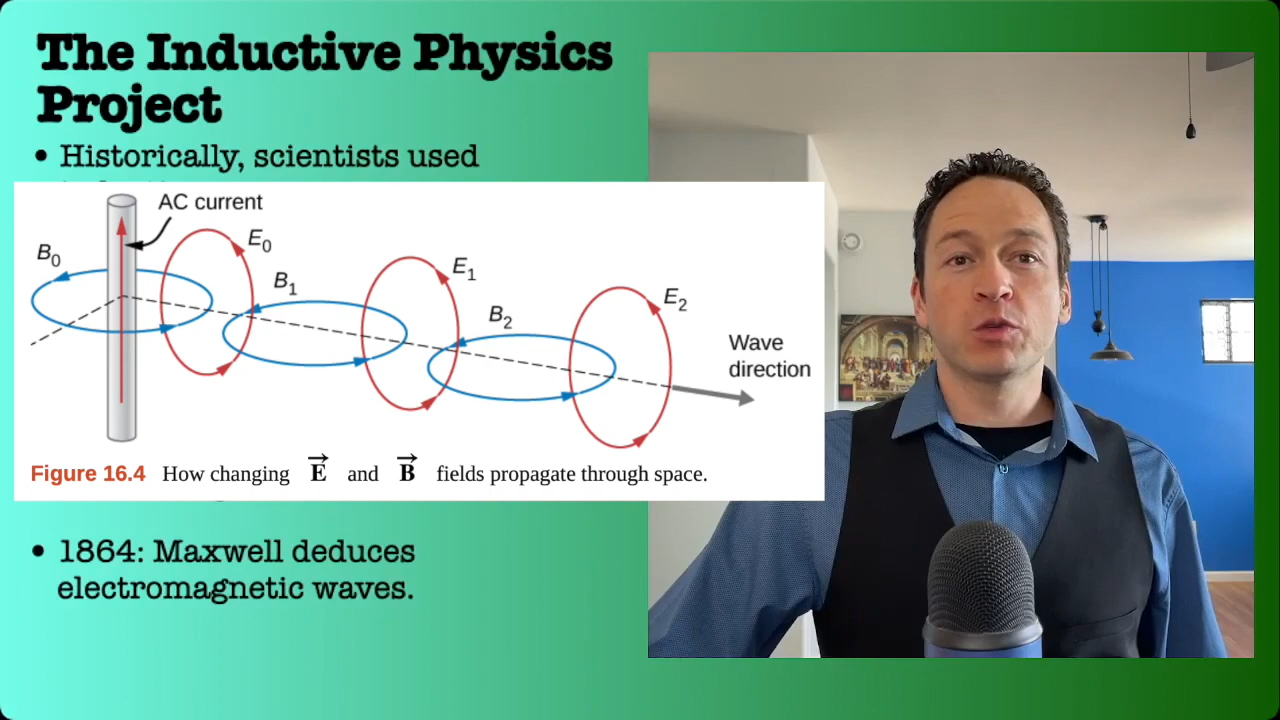 The Inductive Physics
Project
• Historically, scientists used
AC current
B0
E0
B1
E1
B2
E2
Wave
direction
Figure 16.4 How changing E and B fields propagate through space.
• 1864: Maxwell deduces
electromagnetic waves.